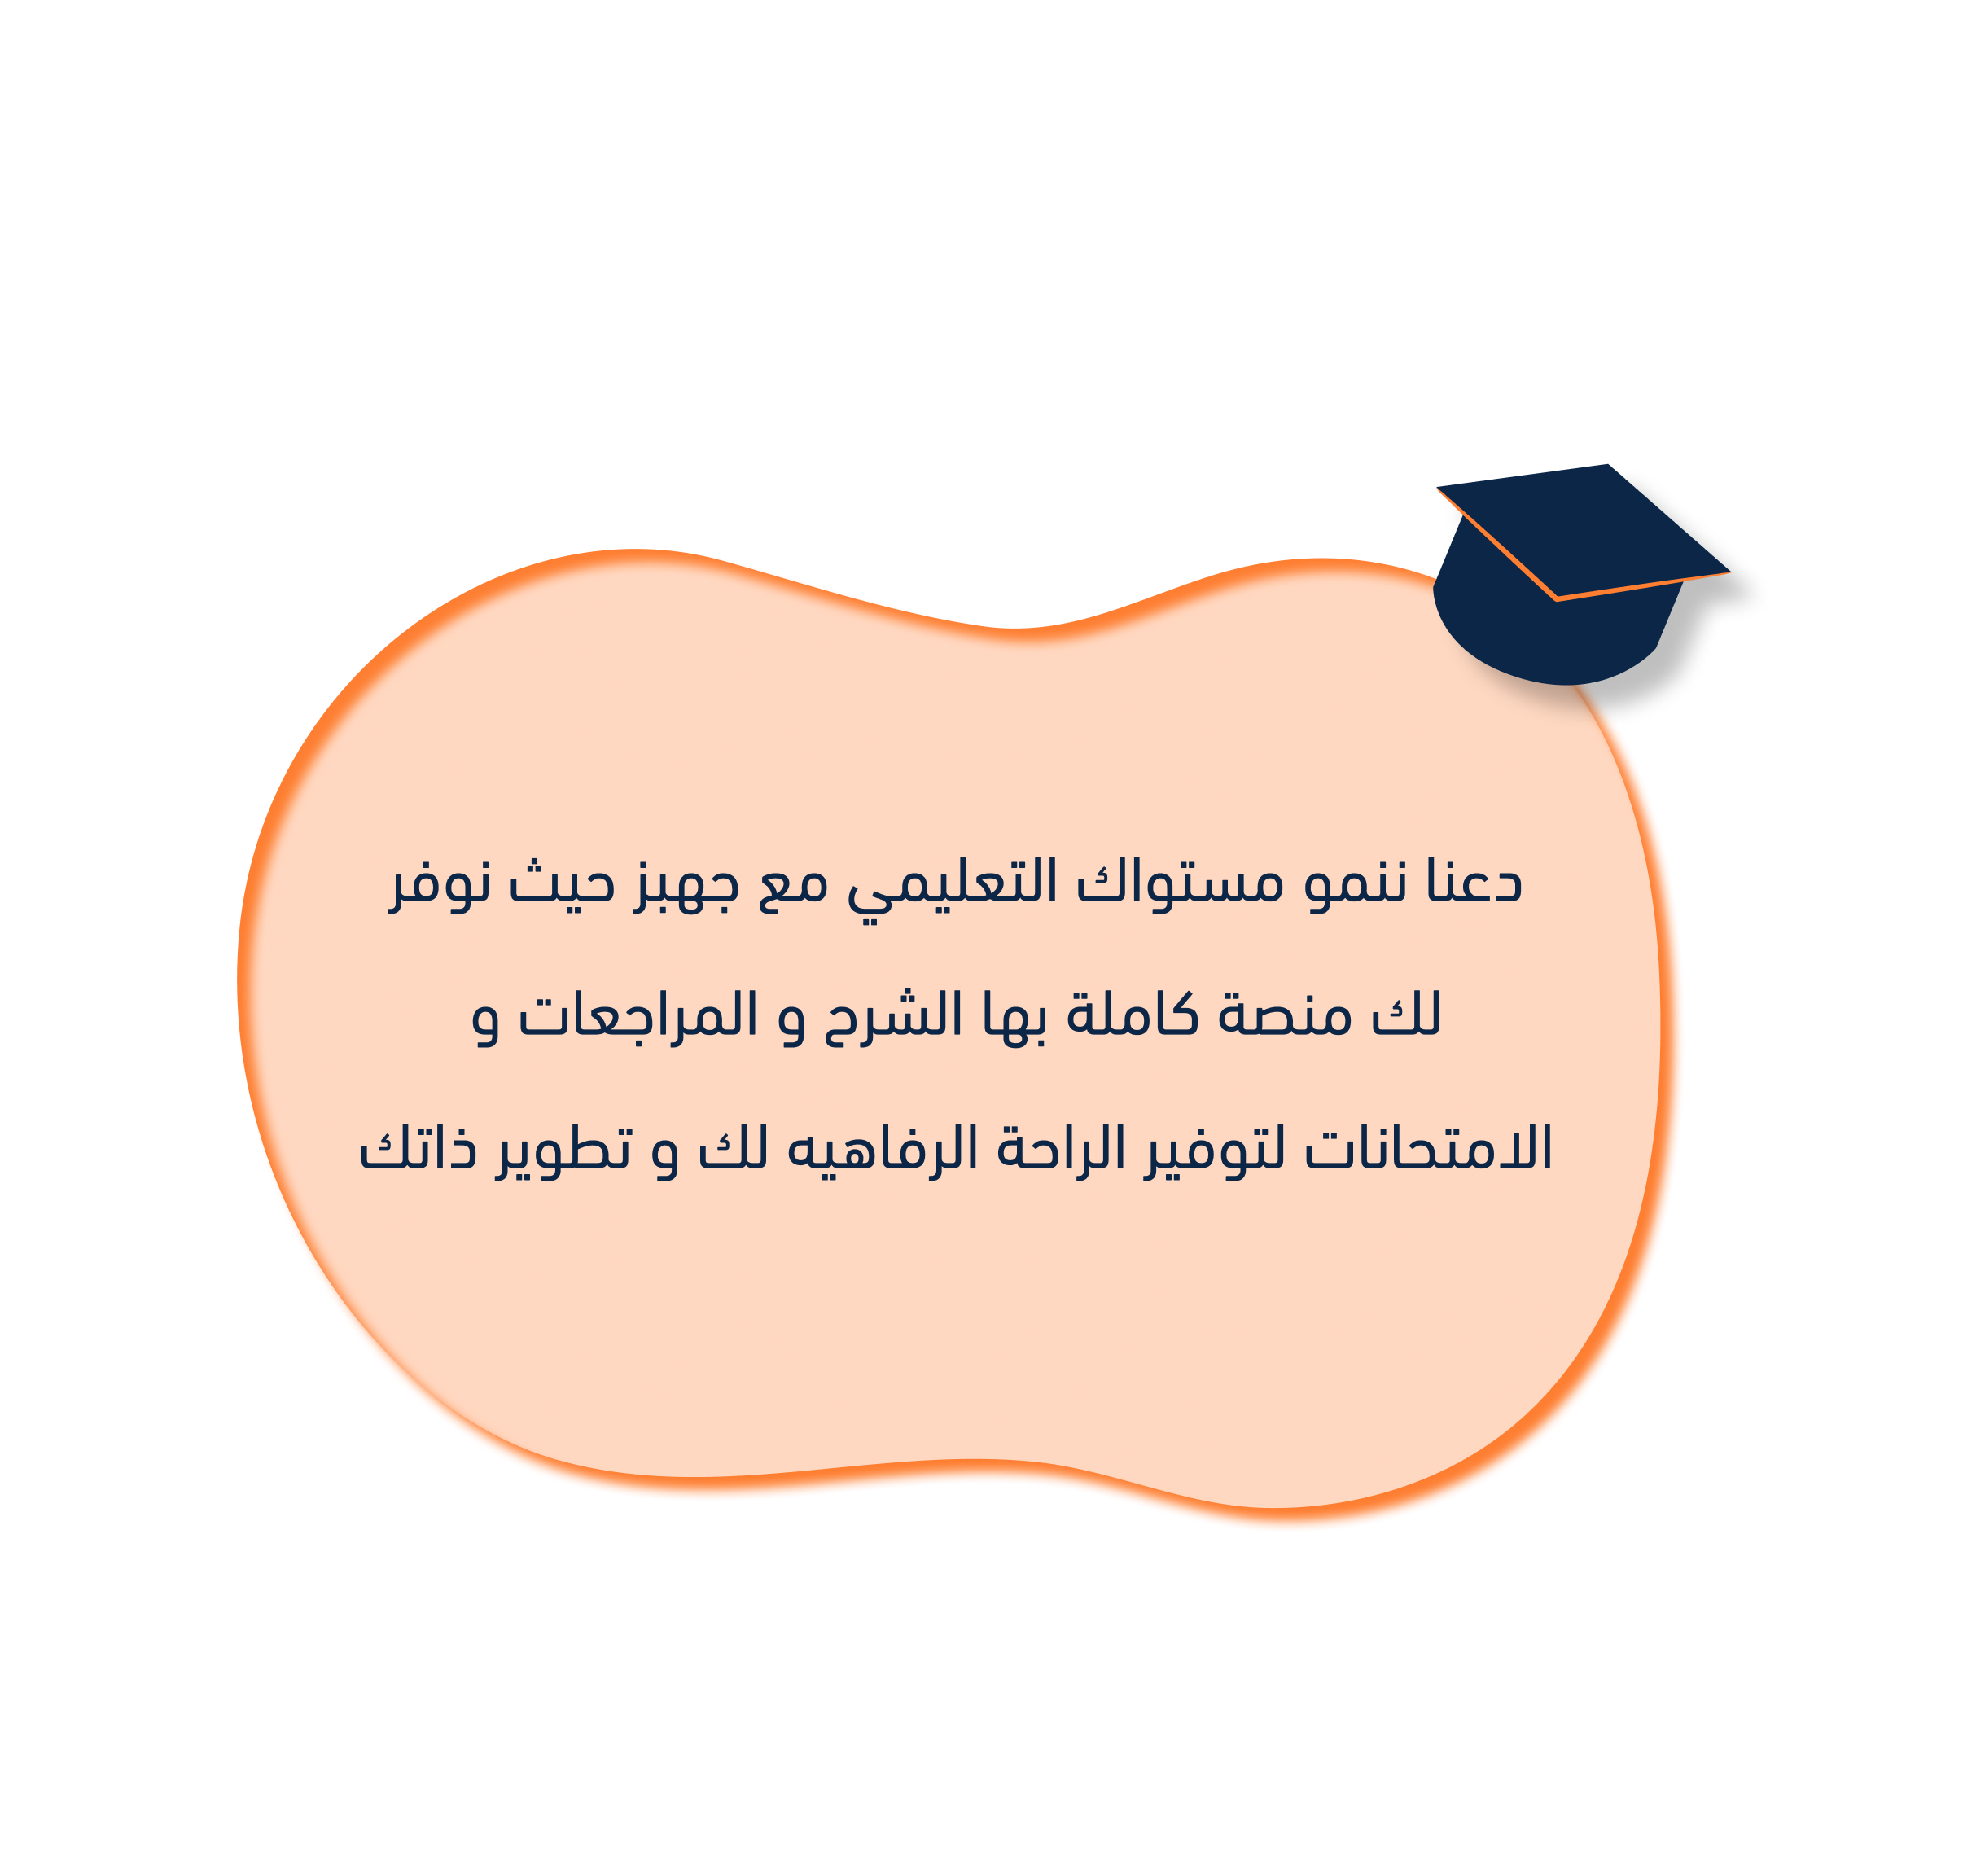 دعنا ننمو مستواك التعليمي مع جهيز حيث نوفر
لك منصة كاملة بها الشرح و المراجعات و
الامتحانات لتوفير الراحة الرفاهيه لك و تطوير ذاتك